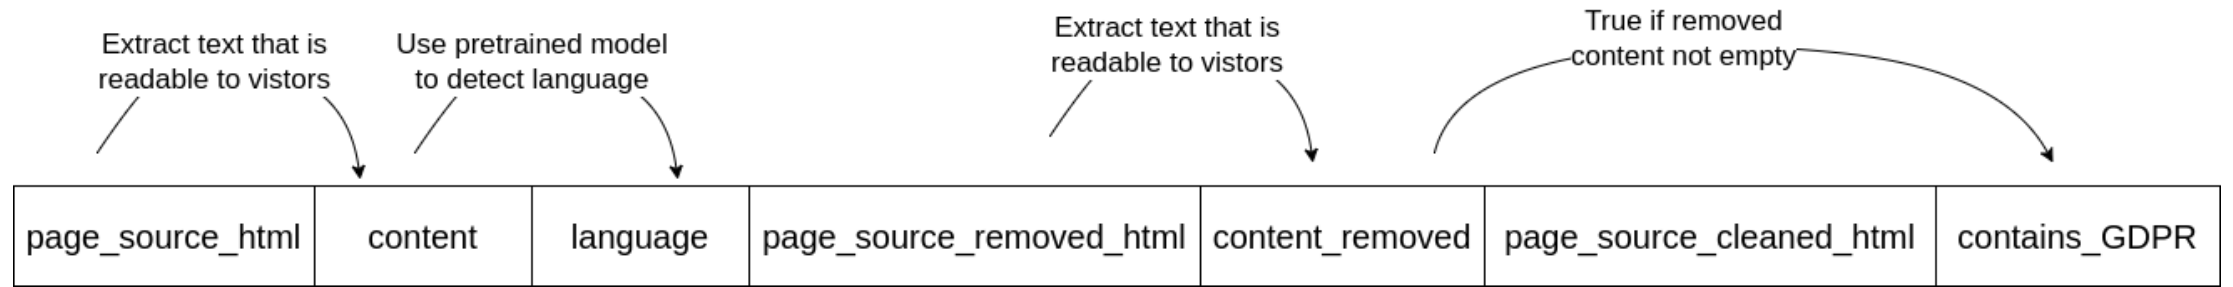 Extract text that is
readable to vistors
Use pretrained model
to detect language
Extract text that is
readable to vistors
True if removed
content not empty
page_source_html
content
language
page_source_removed_html
content_removed
page_source_cleaned_html
contains_GDPR